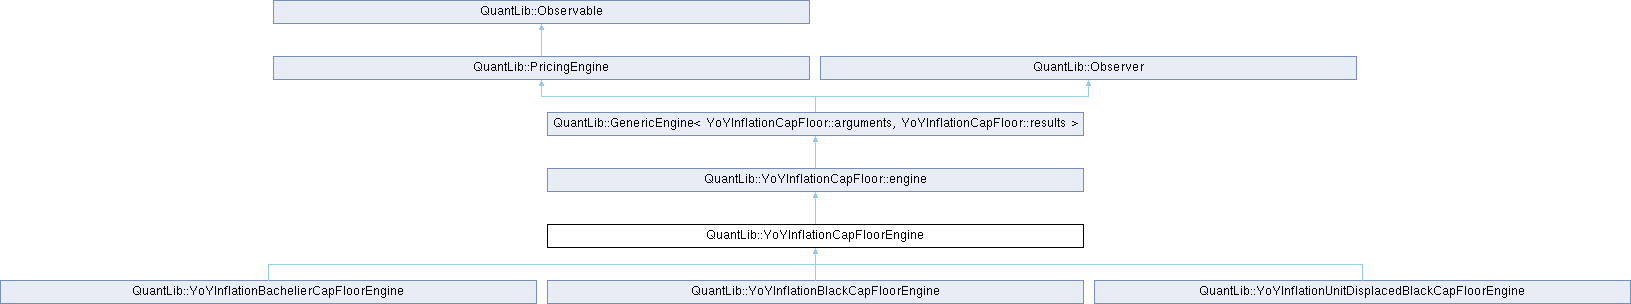 QuantLib::Observable
QuantLib::PricingEngine
QuantLib::Observer
QuantLib::GenericEngine< YoYInflationCapFloor::arguments, YoYInflationCapFloor::results >
QuantLib::YoYInflationCapFloor::engine
QuantLib::YoYInflationCapFloorEngine
QuantLib::YoYInflationBachelierCapFloorEngine
QuantLib::YoYInflationBlackCapFloorEngine
QuantLib::YoYInflationUnitDisplacedBlackCapFloorEngine